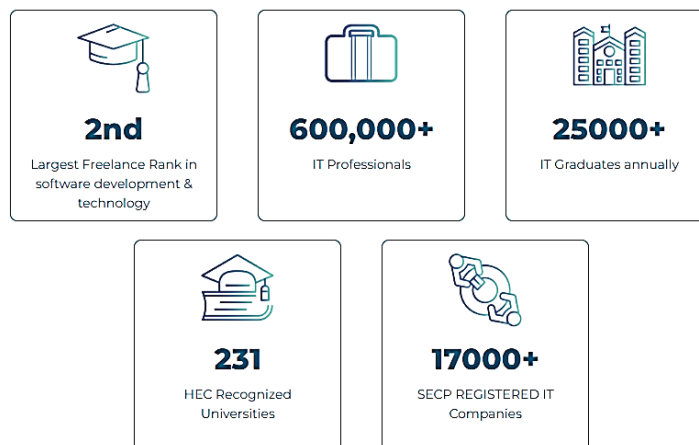 2nd
Largest Freelance Rank in
software development &
technology
600,000+
IT Professionals
25000+
IT Graduates annually
231
HEC Recognized
Universities
17000+
SECP REGISTERED IT
Companies